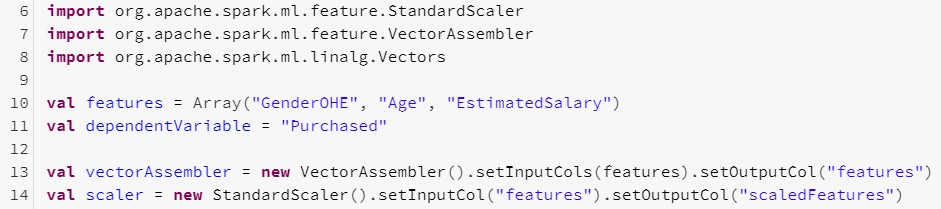 6 import org.apache.spark.ml.feature.StandardScaler
7 import org.apache.spark.ml.feature.VectorAssembler
8 import org.apache.spark.ml.linalg.Vectors
9
10 val features = Array("GenderOHE", "Age", "EstimatedSalary")
11 val dependentVariable = "Purchased"
12
13 val vectorAssembler = new VectorAssembler().setInputCols(features).setOutputCol("features")
14 val scaler = new StandardScaler().setInputCol("features").setOutputCol("scaledFeatures")